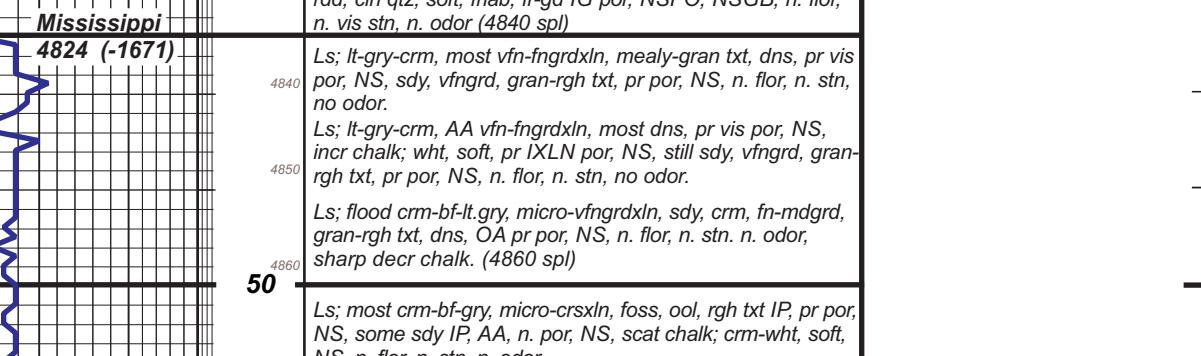 rdd, cln qtz, soft, friab, fr-gd IG por, NSFO, NSGB, n. flor,
n. vis stn, n. odor (4840 spl)
Mississippi
4824 (-1671)
Ls; lt-gry-crm, most vfn-fngrdxln, mealy-gran txt, dns, pr vis
4840
por, NS, sdy, vfngrd, gran-rgh txt, pr por, NS, n. flor, n. stn,
no odor.
Ls; lt-gry-crm, AA vfn-fngrdxln, most dns, pr vis por, NS,
incr chalk; wht, soft, pr IXLN por, NS, still sdy, vfngrd, gran-
4850
rgh txt, pr por, NS, n. flor, n. stn, no odor.
Ls; flood crm-bf-lt.gry, micro-vfngrdxln, sdy, crm, fn-mdgrd,
gran-rgh txt, dns, OA pr por, NS, n. flor, n. stn. n. odor,
sharp decr chalk. (4860 spl)
4860
50
Ls; most crm-bf-gry, micro-crsxln, foss, ool, rgh txt IP, pr por,
NS, some sdy IP, AA, n. por, NS, scat chalk; crm-wht, soft,
NS, n. flor, n. stn, n. odor